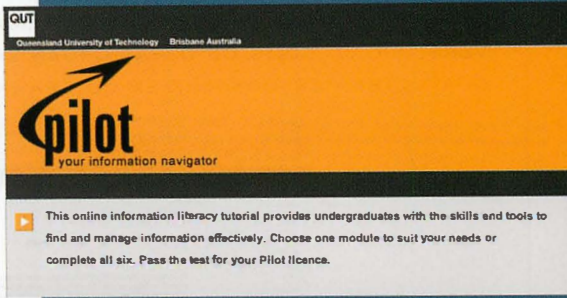 QUT
Queensland University of Technology Brisbane Australia
pilot
your information navigator
This online information literacy tutorial provides undergraduates with the skills and tools to
find and manage information effectively. Choose one module to suit your needs or
complete all six. Pass the test for your Pilot licence.